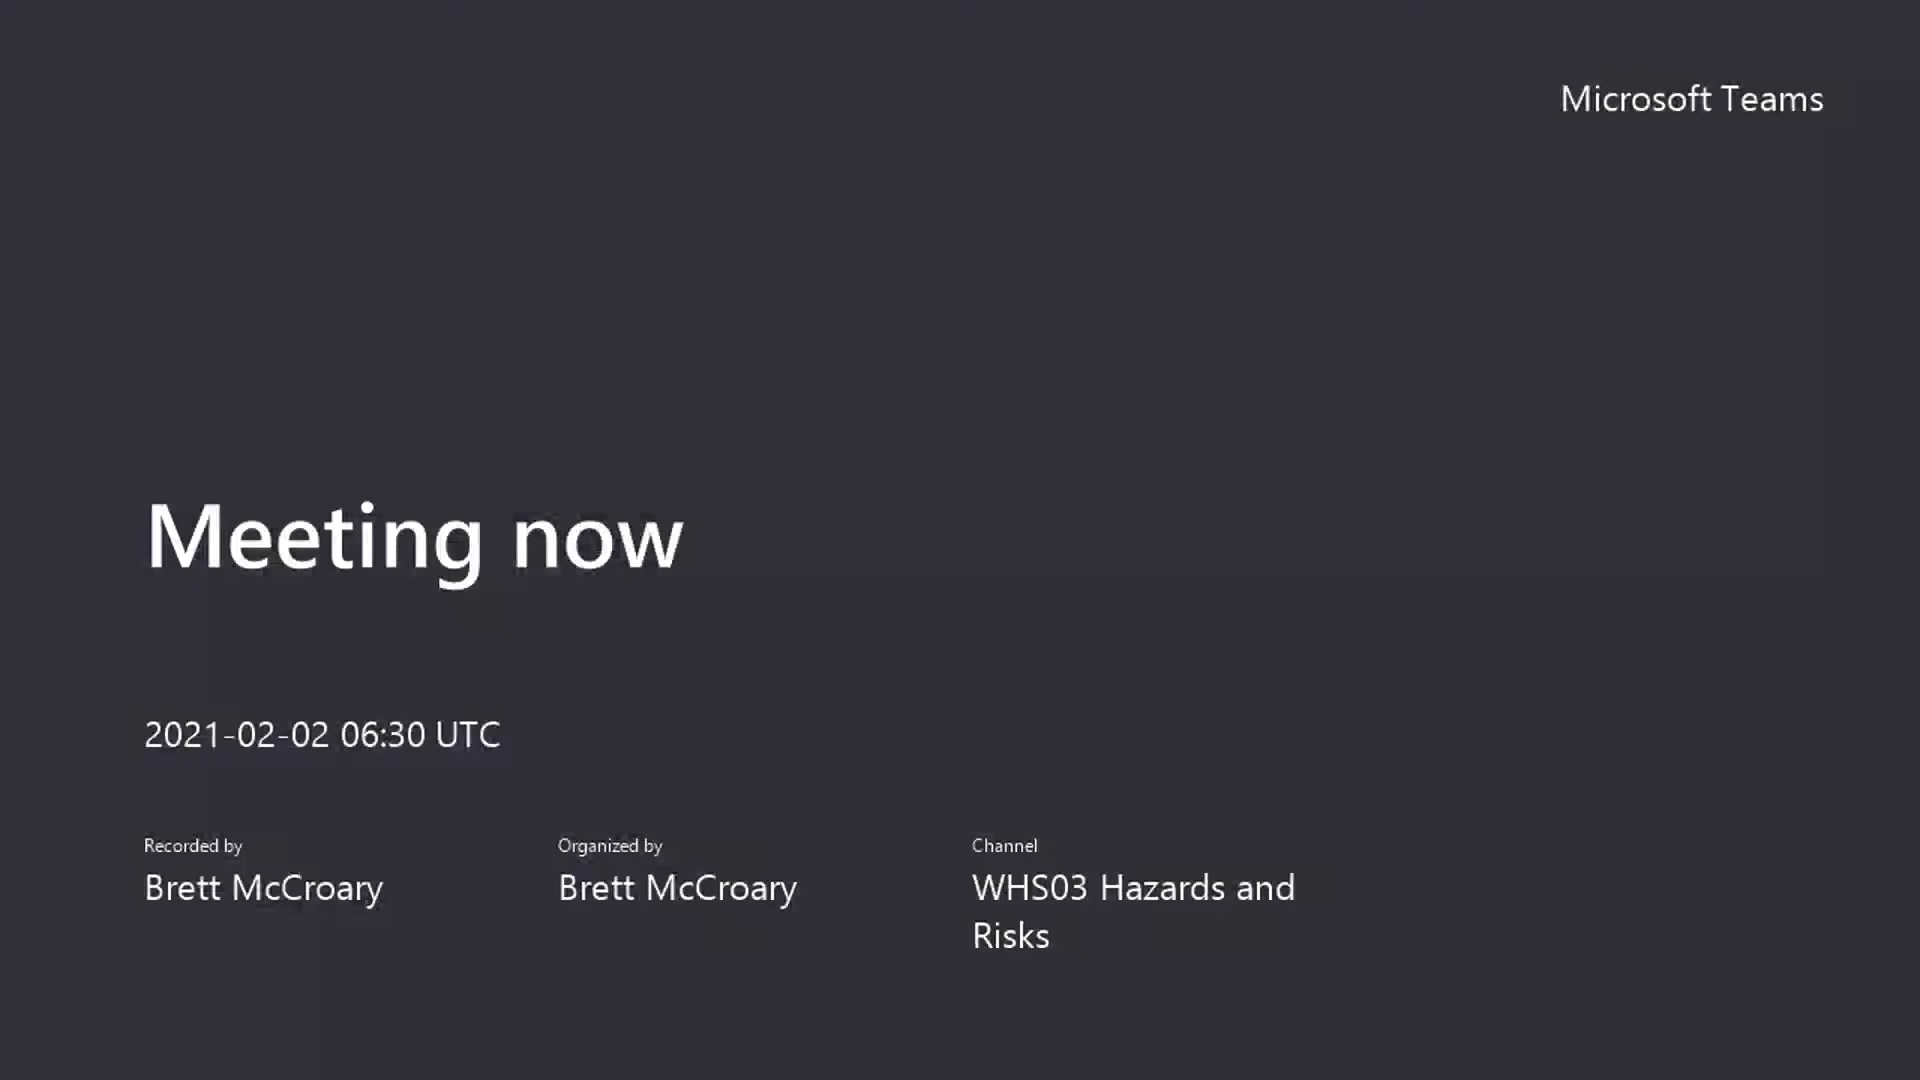 Microsoft Teams
Meeting now
2021-02-02 06:30 UTC
Recorded by
Brett McCroary
Organized by
Brett McCroary
Channel
WHS03 Hazards and
Risks